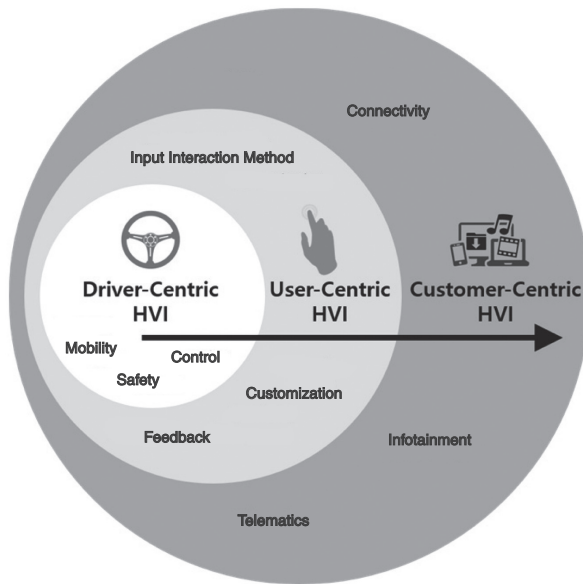 Connectivity
Input Interaction Method
Driver-Centric
HVI
User-Centric
HVI
Customer-Centric
HVI
Mobility
Control
Safety
Customization
Feedback
Infotainment
Telematics